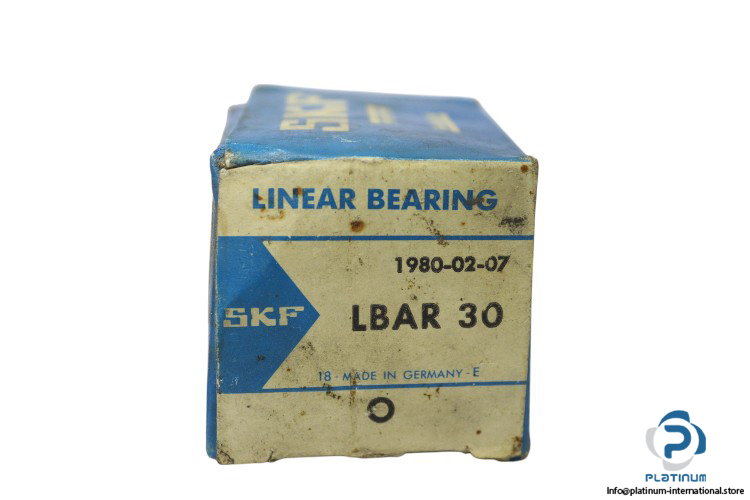 SKF
LINEAR BEARING
1980-02-07
SKF
LBAR 30
18 · MADE IN GERMANY · E
PLATINUM
Info@platinum-international.store